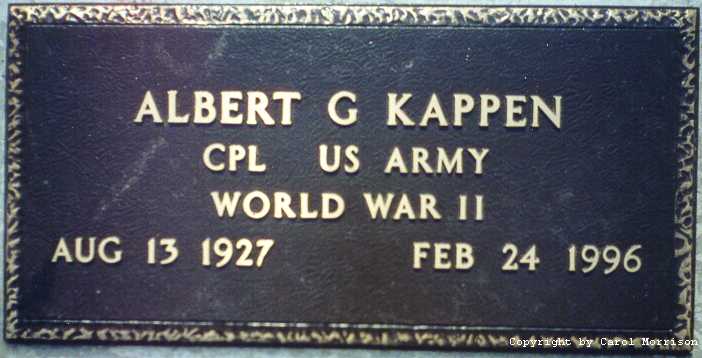 ALBERT G KAPPEN
CPL US ARMY
WORLD WAR II
AUG 13 1927 FEB 24 1996
Copyright by Carol Morrison